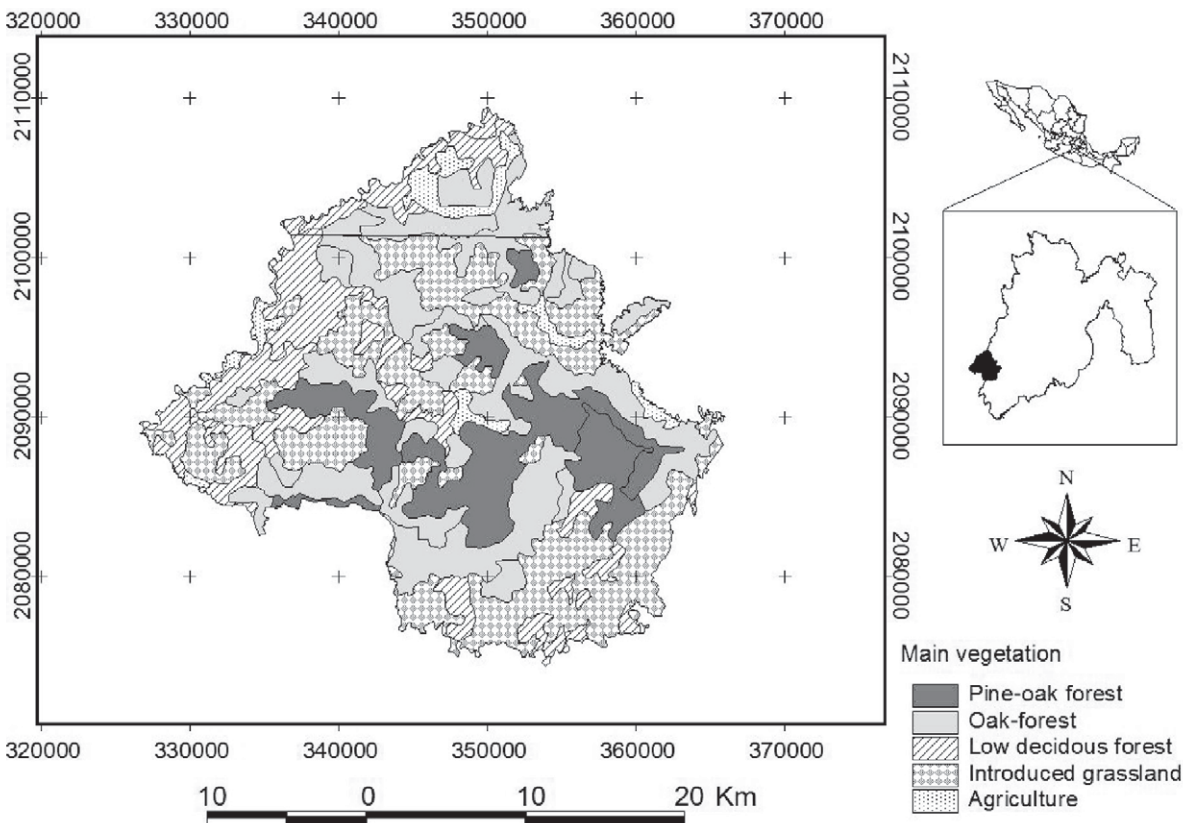 320000 330000 340000 350000 360000 370000
2110000 2110000
2100000 2100000
2090000 2090000
2080000 2080000
320000 330000 340000 350000 360000 370000
10 0 10 20 Km
N
W E
S
Main vegetation
Pine-oak forest
Oak-forest
Low decidous forest
Introduced grassland
Agriculture